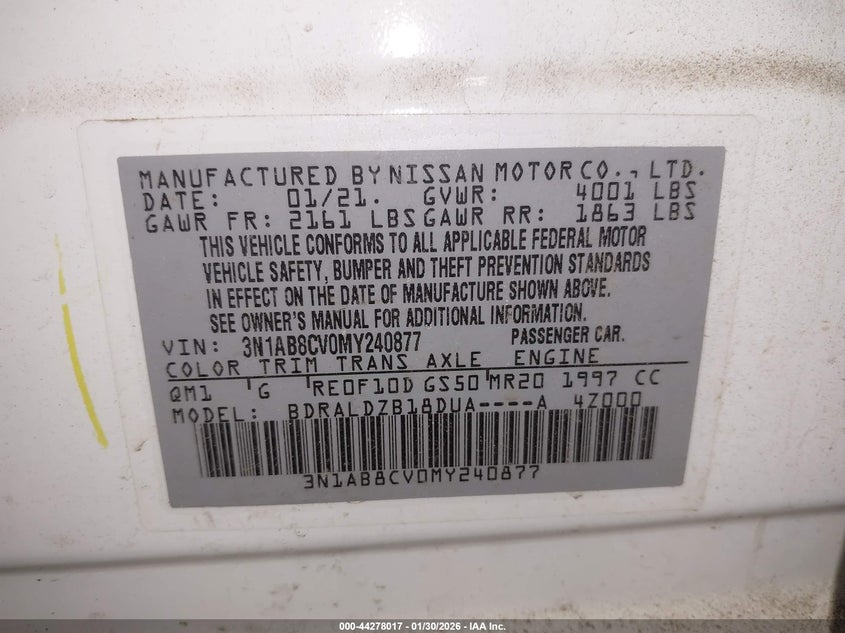 MANUFACTURED BY NISSAN MOTOR CO., LTD.
DATE: 01/21. GVWR: 4001 LBS
GAWR FR: 2161 LBS GAWR RR: 1863 LBS
THIS VEHICLE CONFORMS TO ALL APPLICABLE FEDERAL MOTOR
VEHICLE SAFETY, BUMPER AND THEFT PREVENTION STANDARDS
IN EFFECT ON THE DATE OF MANUFACTURE SHOWN ABOVE.
SEE OWNER'S MANUAL FOR ADDITIONAL INFORMATION.
VIN: 3N1AB8CV0MY240877 PASSENGER CAR.
COLOR TRIM TRANS AXLE ENGINE
QM1 'G 'RE0F10D GS50'MR20 1997 CC
MODEL: BDRALDZB18DUA----A 4Z000
3N1AB8CV0MY240877
000-44278017 - 01/30/2026 - IAA Inc.